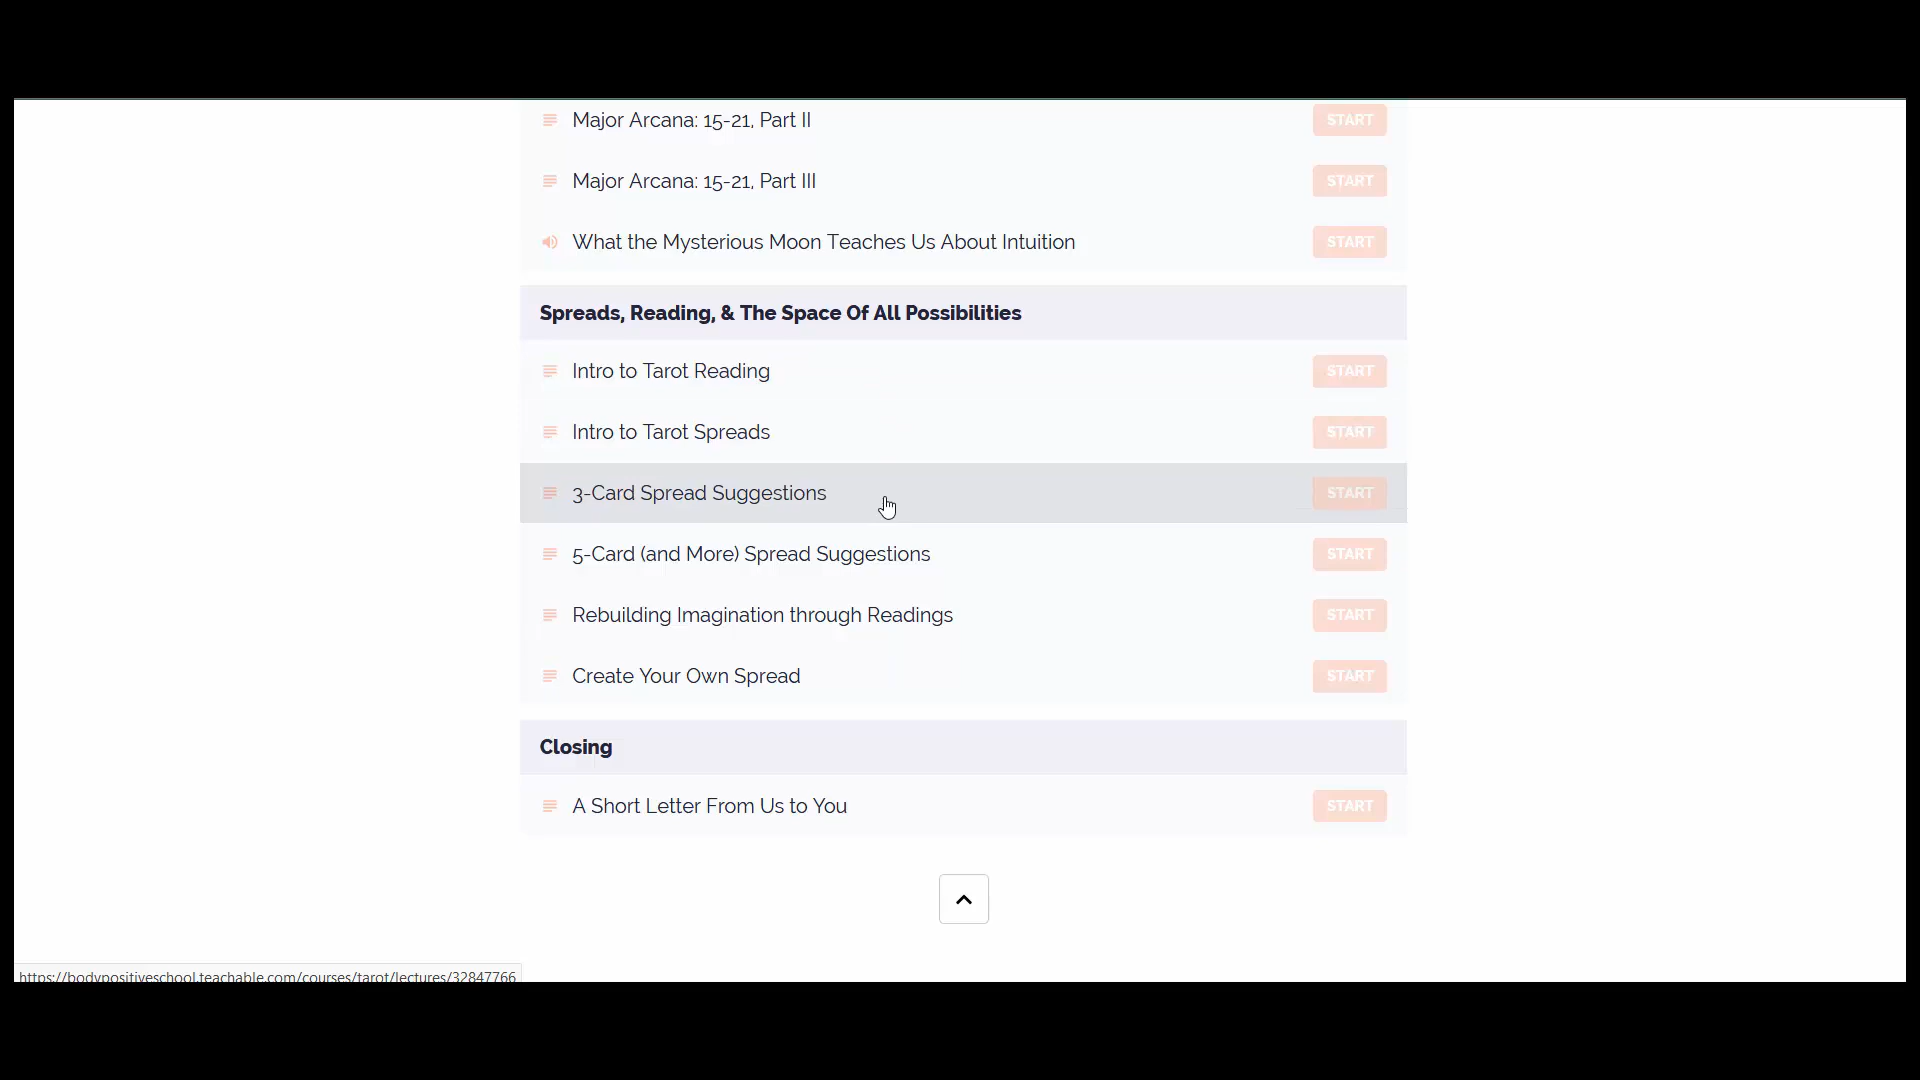 Major Arcana: 15-21, Part II START
Major Arcana: 15-21, Part III START
What the Mysterious Moon Teaches Us About Intuition START
Spreads, Reading, & The Space Of All Possibilities
Intro to Tarot Reading START
Intro to Tarot Spreads START
3-Card Spread Suggestions START
5-Card (and More) Spread Suggestions START
Rebuilding Imagination through Readings START
Create Your Own Spread START
Closing
A Short Letter From Us to You START
https://bodypositiveschool.teachable.com/courses/tarot/lectures/32847766